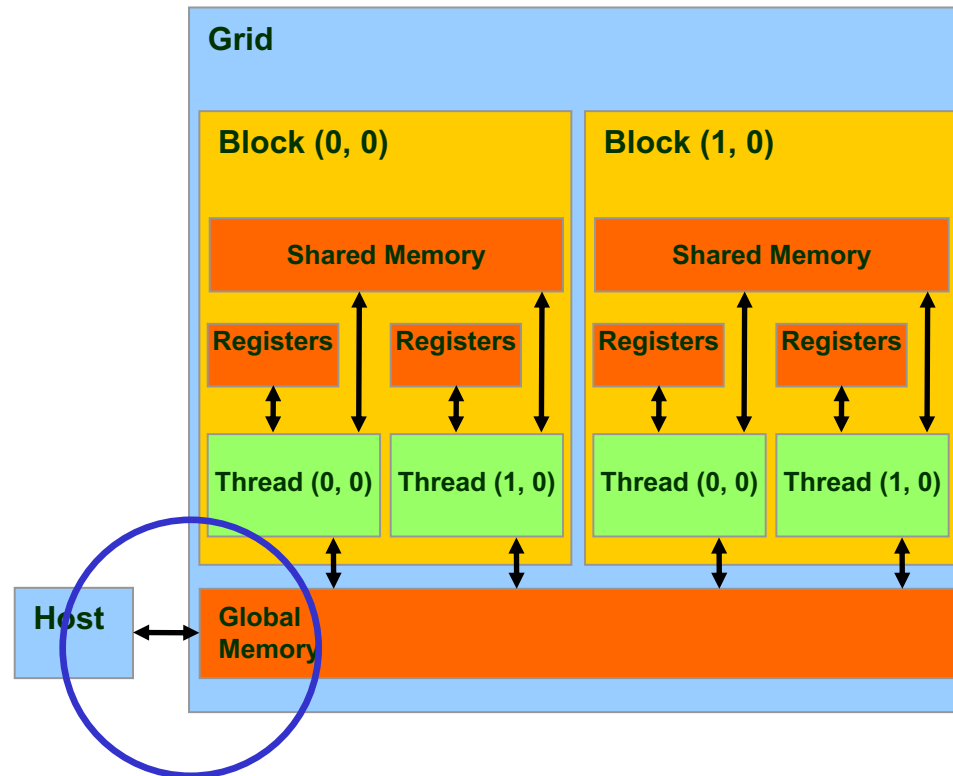 Grid
Block (0, 0)
Block (1, 0)
Shared Memory
Shared Memory
Registers
Registers
Registers
Registers
Thread (0, 0)
Thread (1, 0)
Thread (0, 0)
Thread (1, 0)
Host
Global
Memory